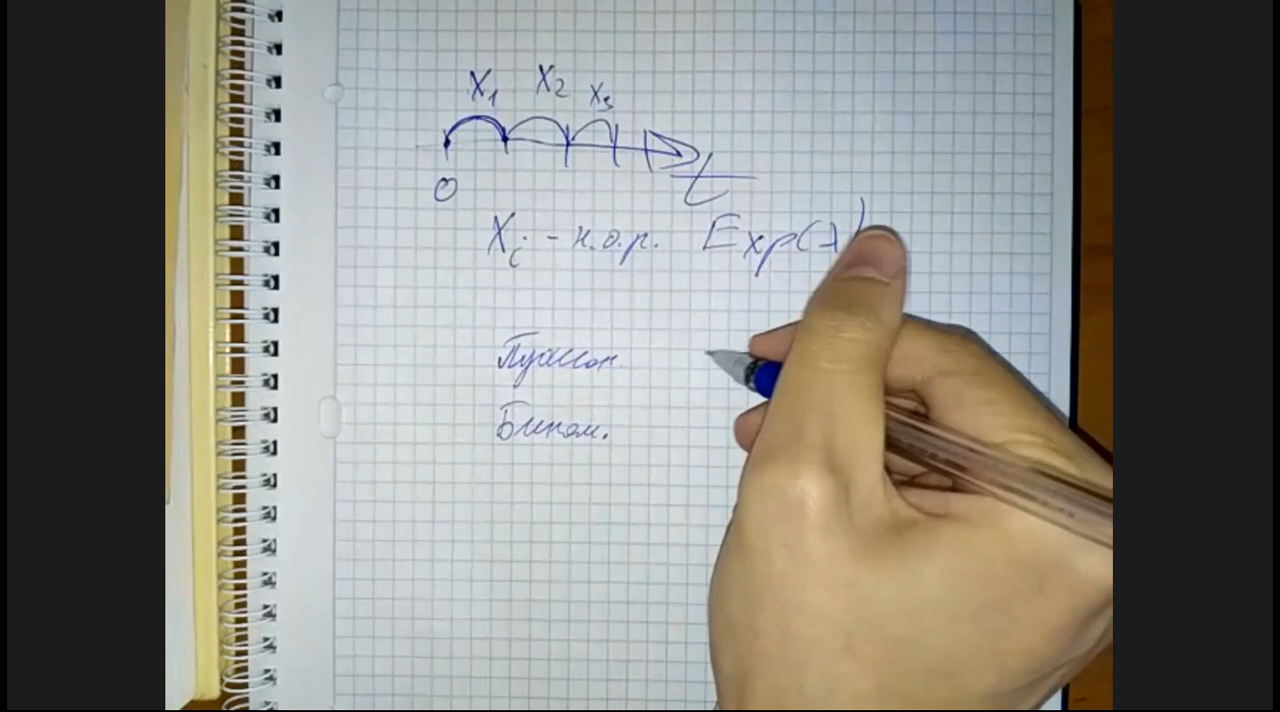 X₁ X₂ X₃
0 t
Xᵢ - н.о.р. Exp(λ)
Пуассон.
Бином.